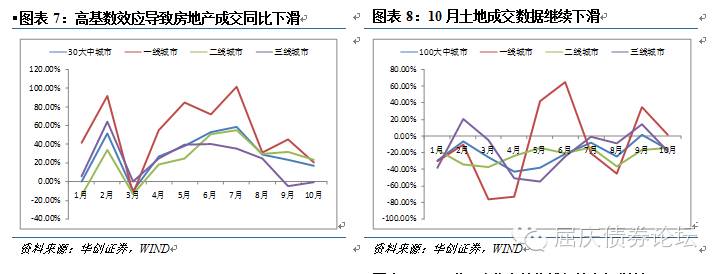 图表 7：高基数效应导致房地产成交同比下滑
30大中城市 一线城市 二线城市 三线城市
120.00%
100.00%
80.00%
60.00%
40.00%
20.00%
0.00%
-20.00%
-40.00%
1月 2月 3月 4月 5月 6月 7月 8月 9月 10月
资料来源：华创证券，WIND
图表 8：10 月土地成交数据继续下滑
100大中城市 一线城市 二线城市 三线城市
80.00%
60.00%
40.00%
20.00%
0.00%
-20.00%
-40.00%
-60.00%
-80.00%
-100.00%
1月 2月 3月 4月 5月 6月 7月 8月 9月 10月
资料来源：华创证券，WIND
屈庆债券论坛